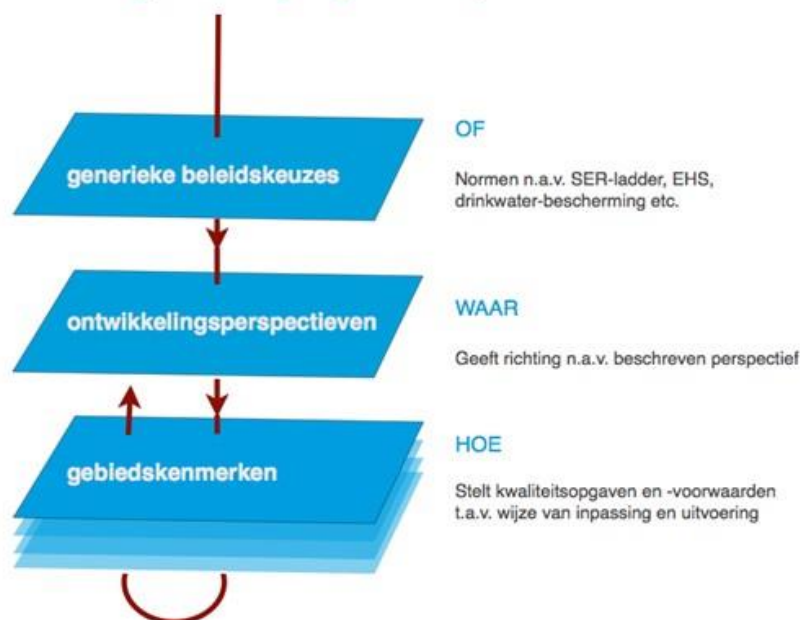 OF
generieke beleidskeuzes
Normen n.a.v. SER-ladder, EHS,
drinkwater-bescherming etc.
WAAR
ontwikkelingsperspectieven
Geeft richting n.a.v. beschreven perspectief
HOE
gebiedskenmerken
Stelt kwaliteitsopgaven en -voorwaarden
t.a.v. wijze van inpassing en uitvoering